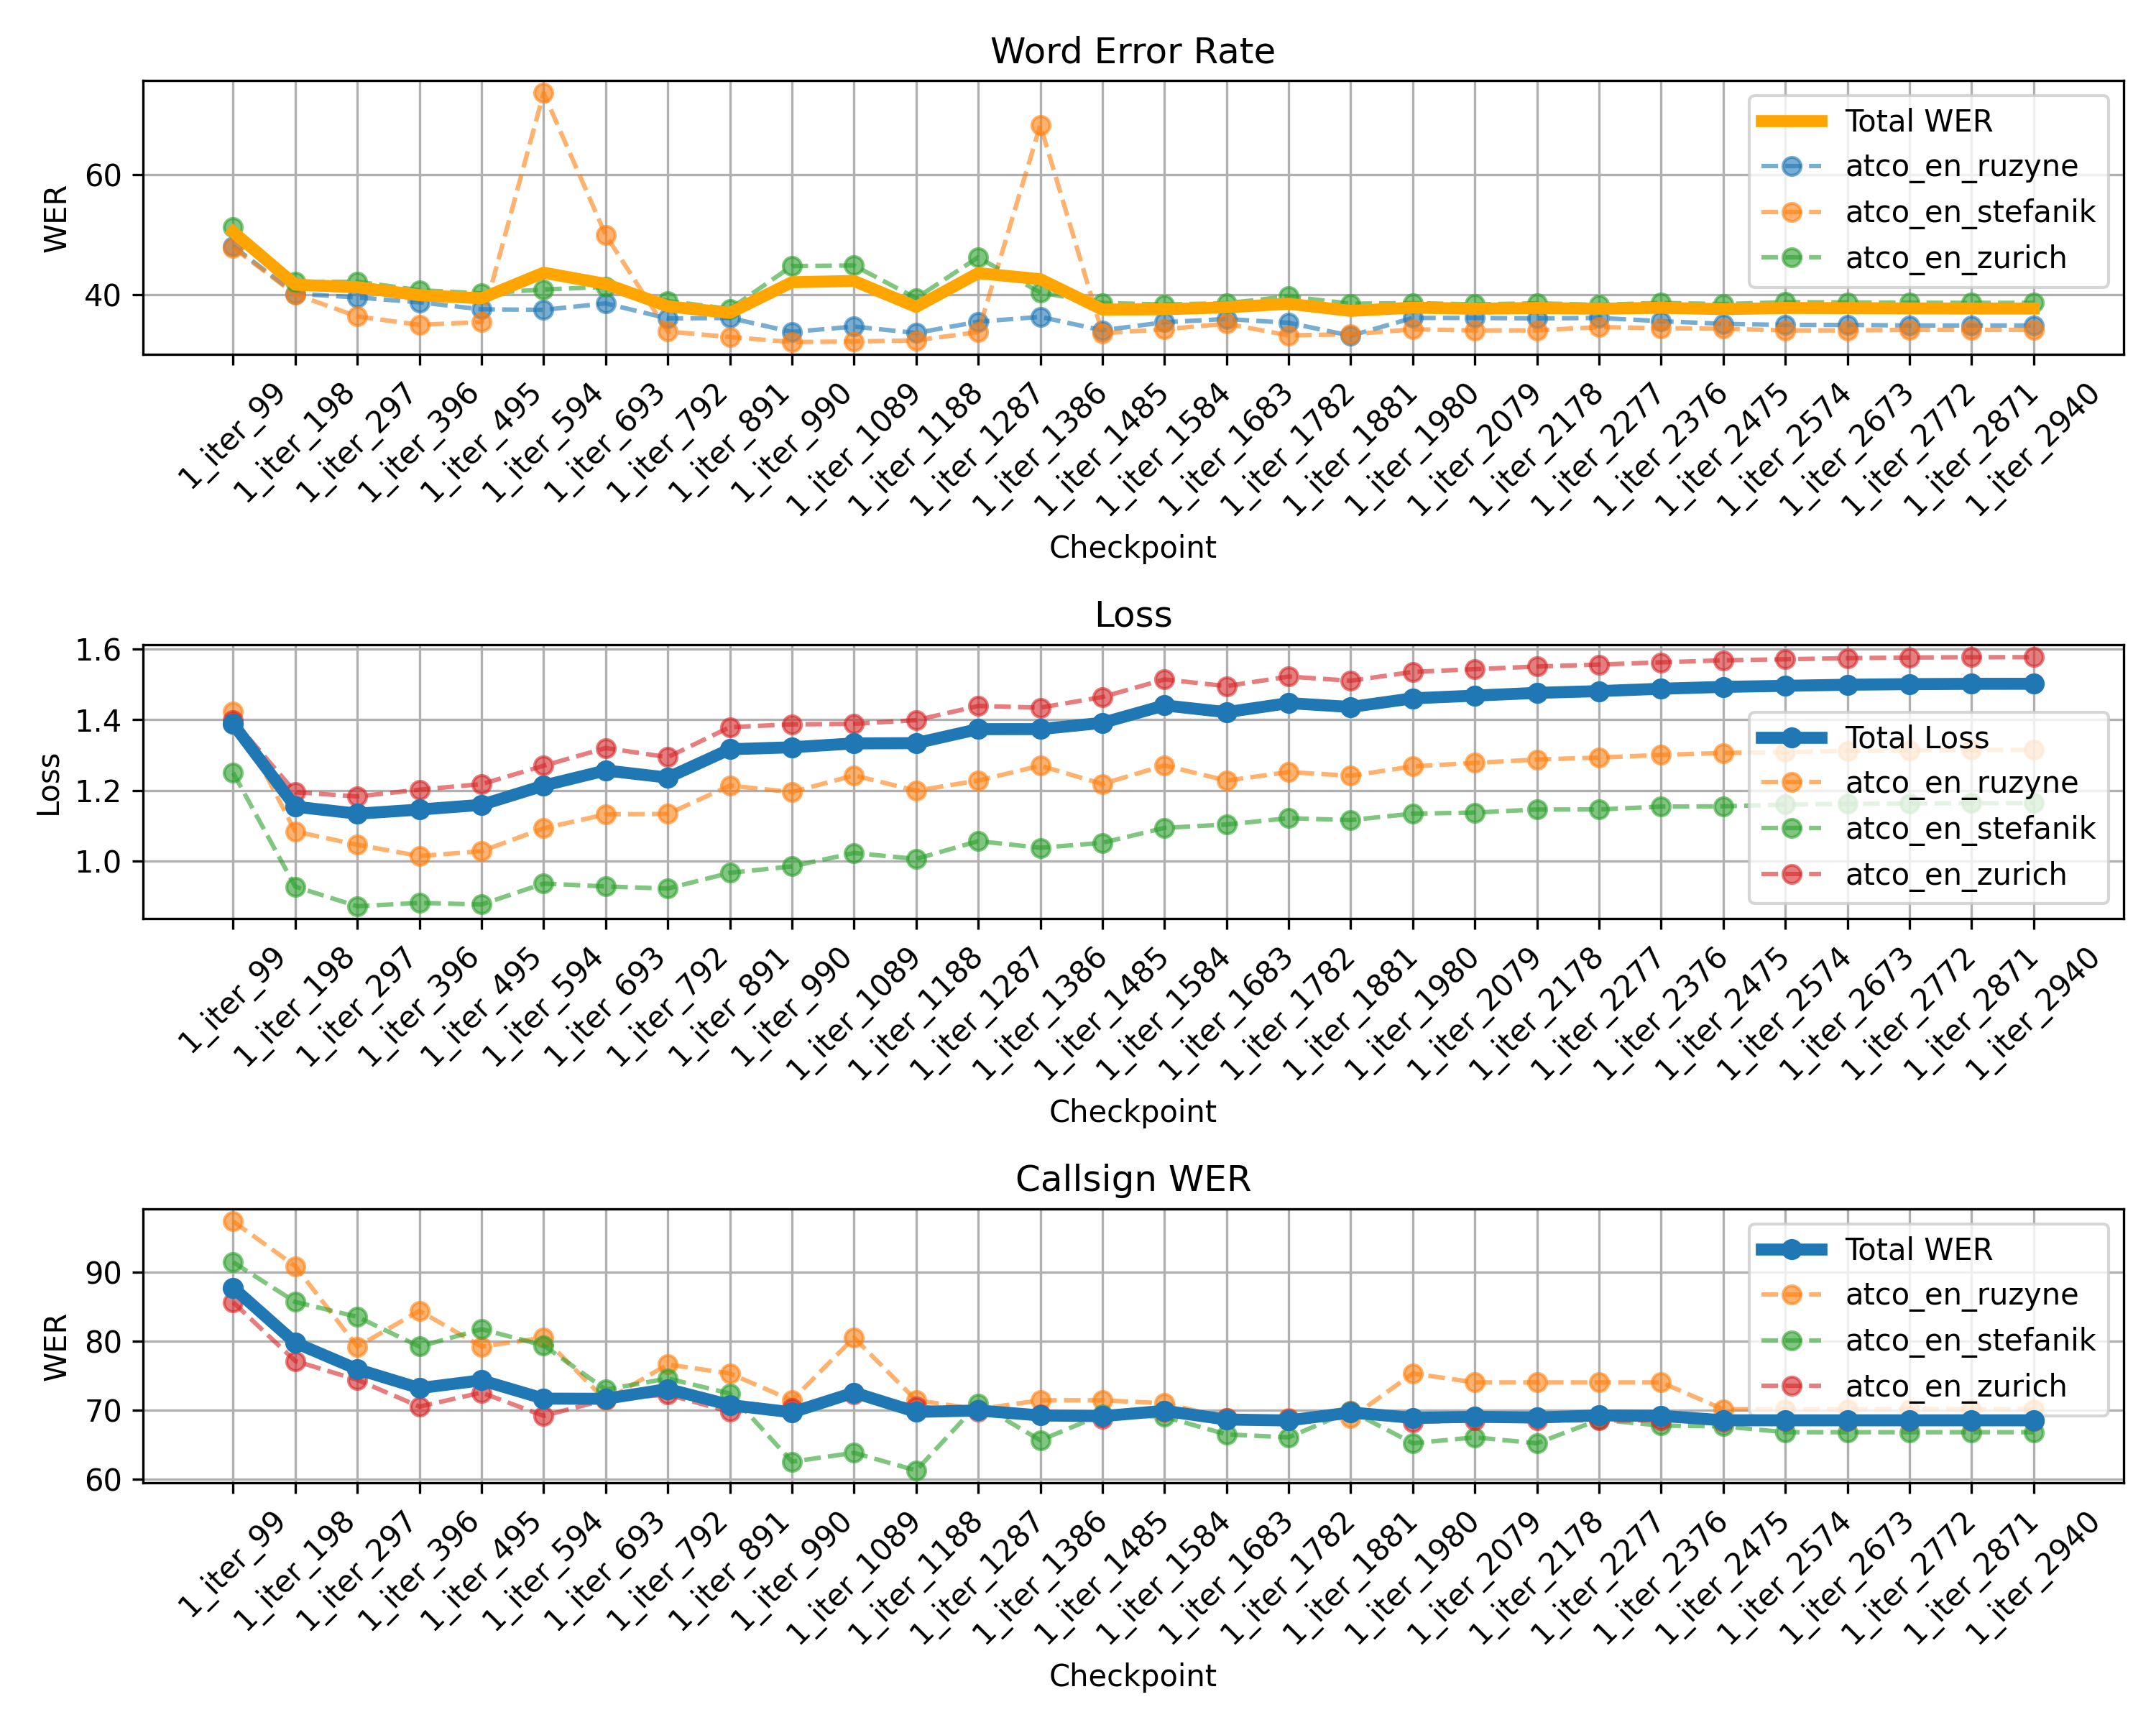 Word Error Rate
WER
60
40
Total WER
atco_en_ruzyne
atco_en_stefanik
atco_en_zurich
1_iter_99
1_iter_198
1_iter_297
1_iter_396
1_iter_495
1_iter_594
1_iter_693
1_iter_792
1_iter_891
1_iter_990
1_iter_1089
1_iter_1188
1_iter_1287
1_iter_1386
1_iter_1485
1_iter_1584
1_iter_1683
1_iter_1782
1_iter_1881
1_iter_1980
1_iter_2079
1_iter_2178
1_iter_2277
1_iter_2376
1_iter_2475
1_iter_2574
1_iter_2673
1_iter_2772
1_iter_2871
1_iter_2940
Checkpoint
Loss
Loss
1.6
1.4
1.2
1.0
Total Loss
atco_en_ruzyne
atco_en_stefanik
atco_en_zurich
1_iter_99
1_iter_198
1_iter_297
1_iter_396
1_iter_495
1_iter_594
1_iter_693
1_iter_792
1_iter_891
1_iter_990
1_iter_1089
1_iter_1188
1_iter_1287
1_iter_1386
1_iter_1485
1_iter_1584
1_iter_1683
1_iter_1782
1_iter_1881
1_iter_1980
1_iter_2079
1_iter_2178
1_iter_2277
1_iter_2376
1_iter_2475
1_iter_2574
1_iter_2673
1_iter_2772
1_iter_2871
1_iter_2940
Checkpoint
Callsign WER
WER
90
80
70
60
Total WER
atco_en_ruzyne
atco_en_stefanik
atco_en_zurich
1_iter_99
1_iter_198
1_iter_297
1_iter_396
1_iter_495
1_iter_594
1_iter_693
1_iter_792
1_iter_891
1_iter_990
1_iter_1089
1_iter_1188
1_iter_1287
1_iter_1386
1_iter_1485
1_iter_1584
1_iter_1683
1_iter_1782
1_iter_1881
1_iter_1980
1_iter_2079
1_iter_2178
1_iter_2277
1_iter_2376
1_iter_2475
1_iter_2574
1_iter_2673
1_iter_2772
1_iter_2871
1_iter_2940
Checkpoint